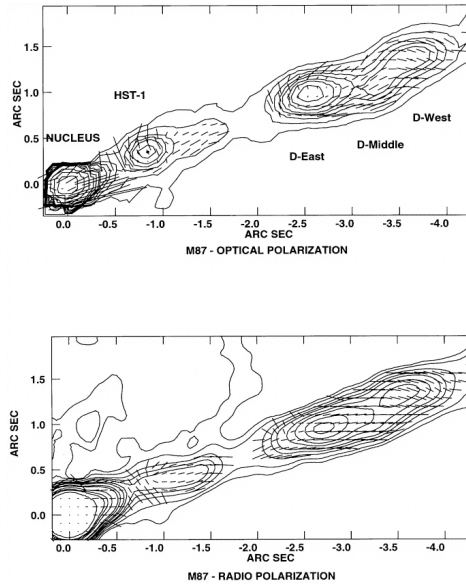 ARC SEC
1.5
1.0
0.5
0.0
HST-1
NUCLEUS
D-West
D-East
D-Middle
0.0 -0.5 -1.0 -1.5 -2.0 -2.5 -3.0 -3.5 -4.0
ARC SEC
M87 - OPTICAL POLARIZATION
ARC SEC
1.5
1.0
0.5
0.0
0.0 -0.5 -1.0 -1.5 -2.0 -2.5 -3.0 -3.5 -4.0
ARC SEC
M87 - RADIO POLARIZATION